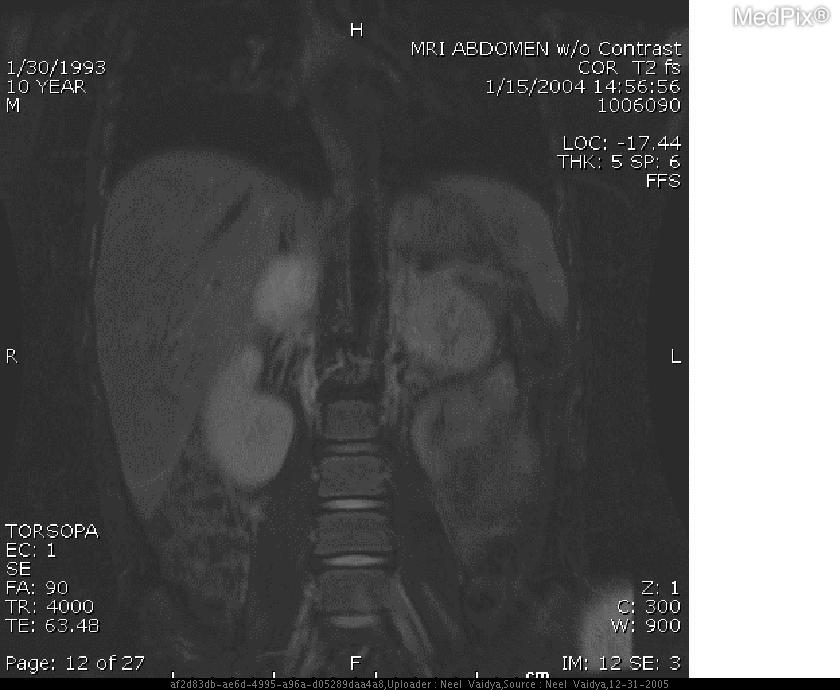 MedPix®
H
MRI ABDOMEN w/o Contrast
1/30/1993
COR T2 fs
10 YEAR
1/15/2004 14:56:56
M
1006090
LOC: -17.44
THK: 5 SP: 6
FFS
R
L
TORSOPA
EC: 1
SE
FA: 90
Z: 1
TR: 4000
C: 300
TE: 63.48
W: 900
Page: 12 of 27
F
IM: 12 SE: 3
cm
af2d83db-ae6d-4995-a96a-d05289daa4a8,Uploader : Neel Vaidya,Source : Neel Vaidya,12-31-2005